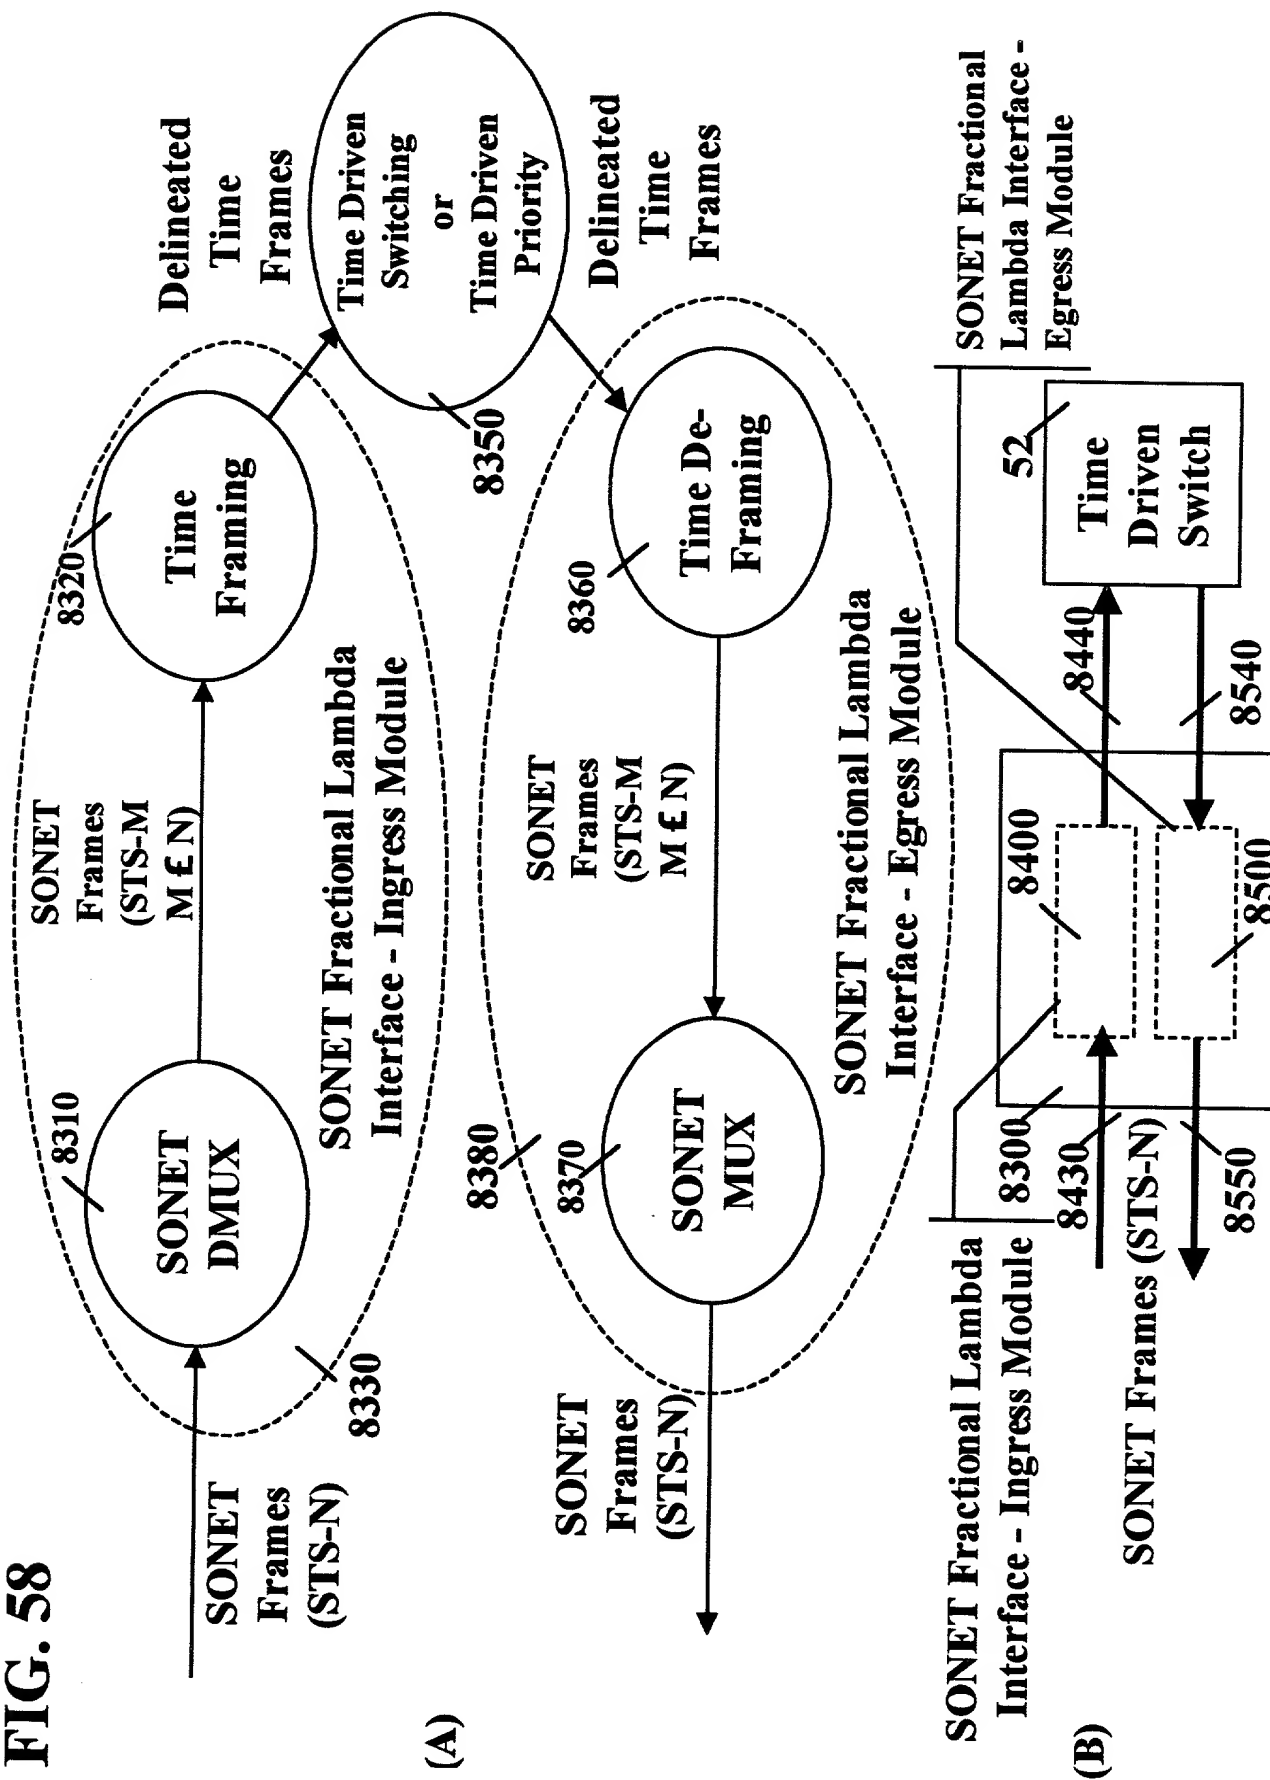 FIG. 58
(A)
SONET
Frames
(STS-N)
8310
SONET
DMUX
8330
SONET
Frames
(STS-M
M £ N)
8320
Time
Framing
SONET Fractional Lambda
Interface - Ingress Module
Delineated
Time
Frames
Time Driven
Switching
or
Time Driven
Priority
8350
Delineated
Time
Frames
8360
Time De-
Framing
SONET
Frames
(STS-M
M £ N)
8380
8370
SONET
MUX
SONET
Frames
(STS-N)
SONET Fractional Lambda
Interface - Egress Module
(B)
SONET Fractional Lambda
Interface - Ingress Module
SONET Fractional
Lambda Interface -
Egress Module
8300
8430
SONET Frames (STS-N)
8550
8400
8500
8440
8540
52
Time
Driven
Switch